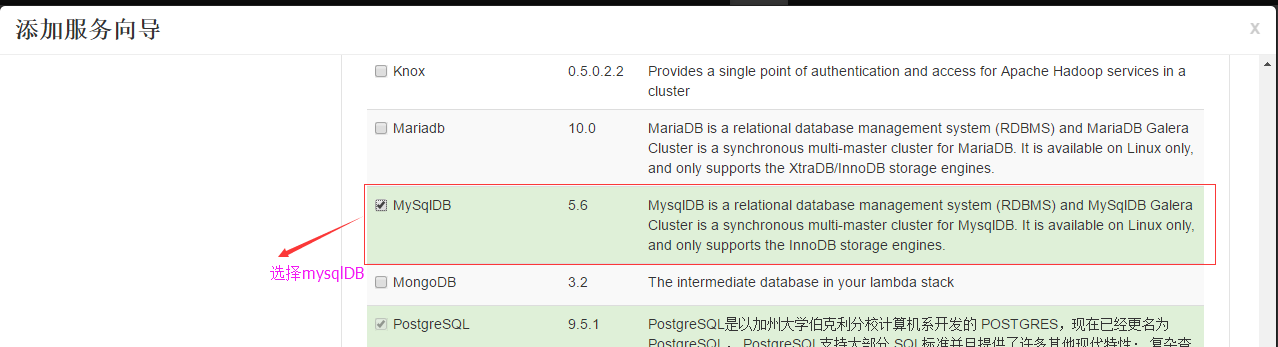 添加服务向导
x
Knox 0.5.0.2.2 Provides a single point of authentication and access for Apache Hadoop services in a
cluster
Mariadb 10.0 MariaDB is a relational database management system (RDBMS) and MariaDB Galera
Cluster is a synchronous multi-master cluster for MariaDB. It is available on Linux only,
and only supports the XtraDB/InnoDB storage engines.
MySqlDB 5.6 MysqlDB is a relational database management system (RDBMS) and MySqlDB Galera
Cluster is a synchronous multi-master cluster for MysqlDB. It is available on Linux only,
and only supports the InnoDB storage engines.
选择mysqlDB
MongoDB 3.2 The intermediate database in your lambda stack
PostgreSQL 9.5.1 PostgreSQL是以加州大学伯克利分校计算机系开发的 POSTGRES，现在已经更名为
PostgreSQL， PostgreSQL支持大部分 SQL标准并且提供了许多其他现代特性： 复杂查